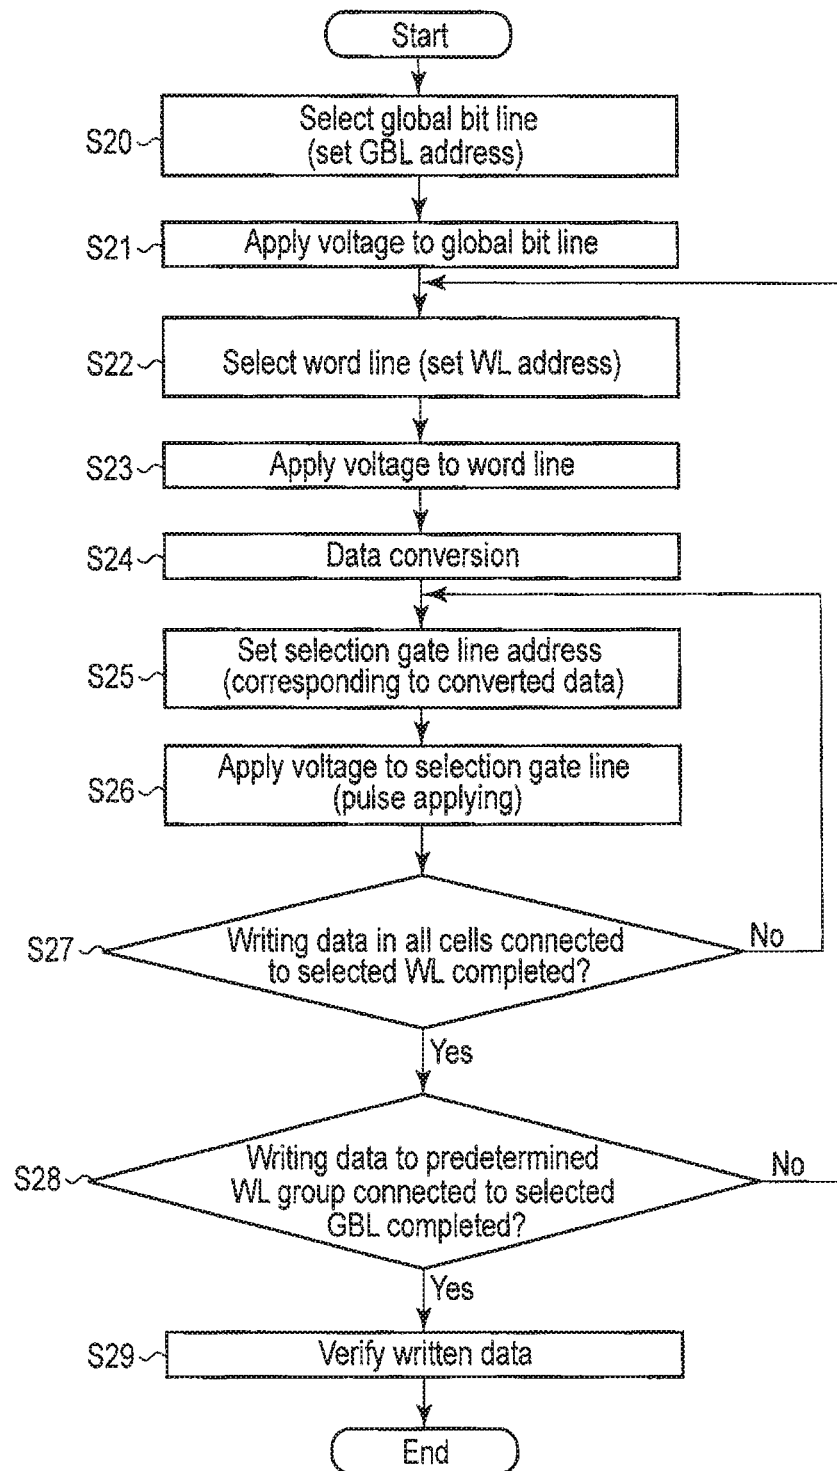 Start
S20
Select global bit line
(set GBL address)
S21
Apply voltage to global bit line
S22
Select word line (set WL address)
S23
Apply voltage to word line
S24
Data conversion
S25
Set selection gate line address
(corresponding to converted data)
S26
Apply voltage to selection gate line
(pulse applying)
S27
Writing data in all cells connected
to selected WL completed?
No
Yes
S28
Writing data to predetermined
WL group connected to selected
GBL completed?
No
Yes
S29
Verify written data
End